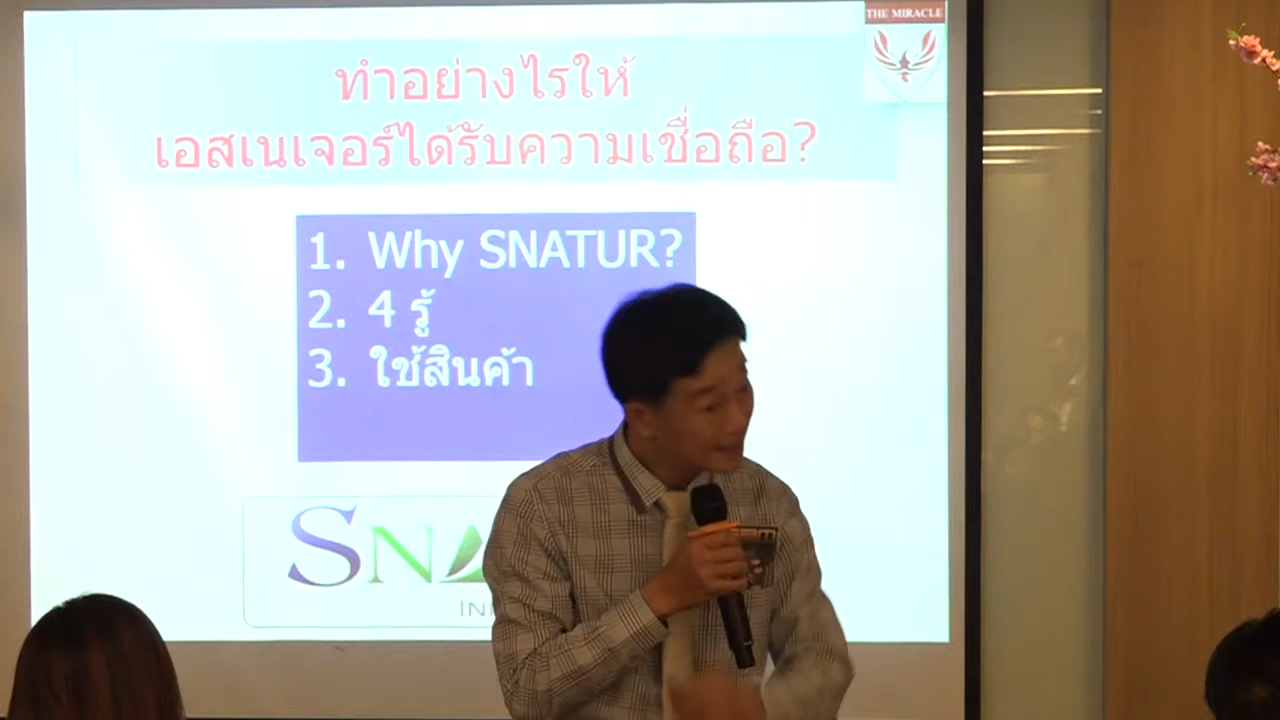 THE MIRACLE
ทำอย่างไรให้
เอสเนเจอร์ได้รับความเชื่อถือ?
1. Why SNATUR?
2. 4 รู้
3. ใช้สินค้า
SNA
IN